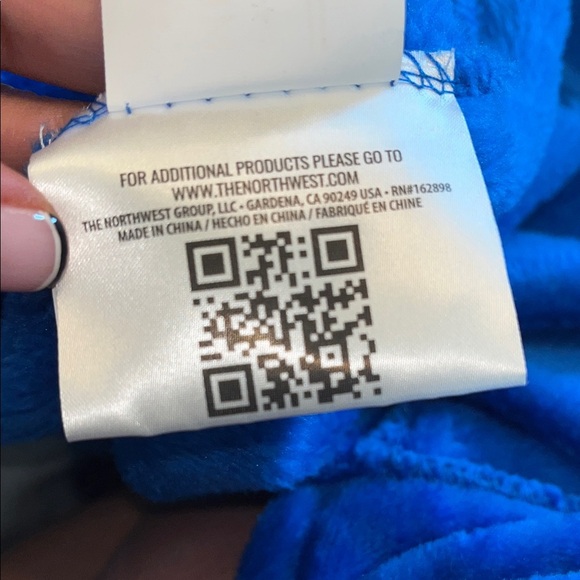 FOR ADDITIONAL PRODUCTS PLEASE GO TO
WWW.THENORTHWEST.COM
THE NORTHWEST GROUP, LLC • GARDENA, CA 90249 USA • RN#162898
MADE IN CHINA / HECHO EN CHINA / FABRIQUÉ EN CHINE